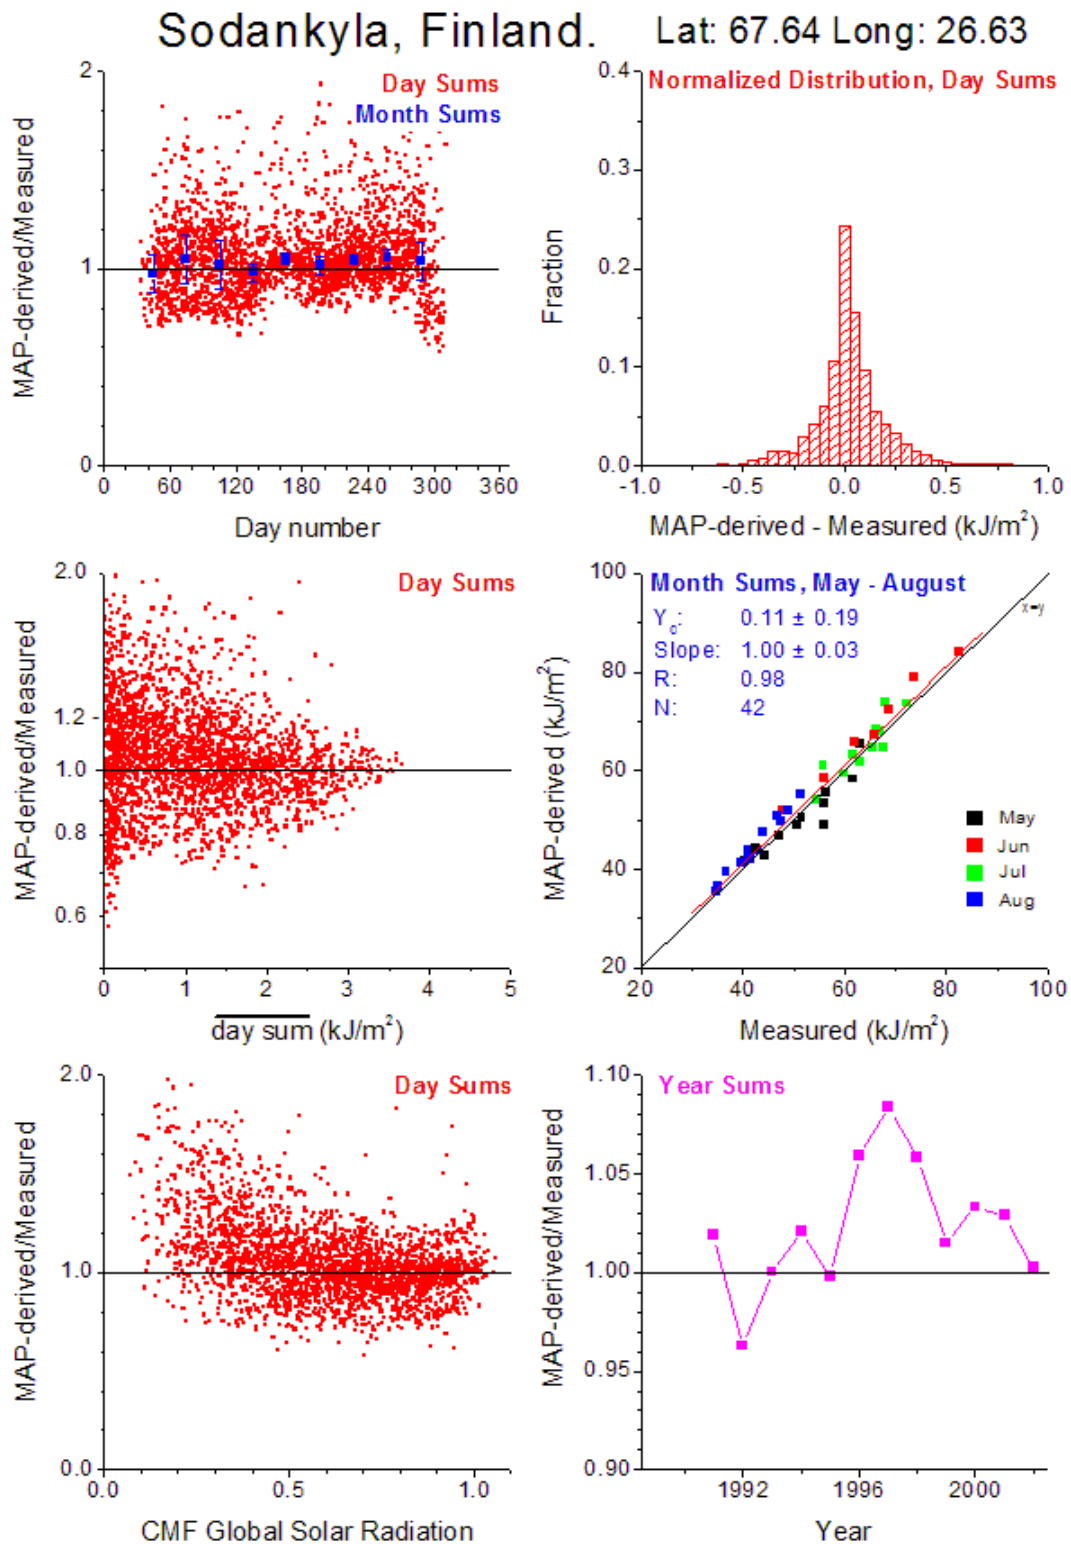 Sodankyla, Finland. Lat: 67.64 Long: 26.63
Day Sums
Month Sums
MAP-derived/Measured
2
1
0
0 60 120 180 240 300 360
Day number
Normalized Distribution, Day Sums
Fraction
0.4
0.3
0.2
0.1
0.0
-1.0 -0.5 0.0 0.5 1.0
MAP-derived - Measured (kJ/m²)
Day Sums
MAP-derived/Measured
2.0
1.2
1.0
0.8
0.6
0 1 2 3 4 5
day sum (kJ/m²)
Month Sums, May - August
Y₀: 0.11 ± 0.19
Slope: 1.00 ± 0.03
R: 0.98
N: 42
x=y
May
Jun
Jul
Aug
MAP-derived (kJ/m²)
100
80
60
40
20
20 40 60 80 100
Measured (kJ/m²)
Day Sums
MAP-derived/Measured
2.0
1.0
0.0
0.0 0.5 1.0
CMF Global Solar Radiation
Year Sums
MAP-derived/Measured
1.10
1.05
1.00
0.95
0.90
1992 1996 2000
Year